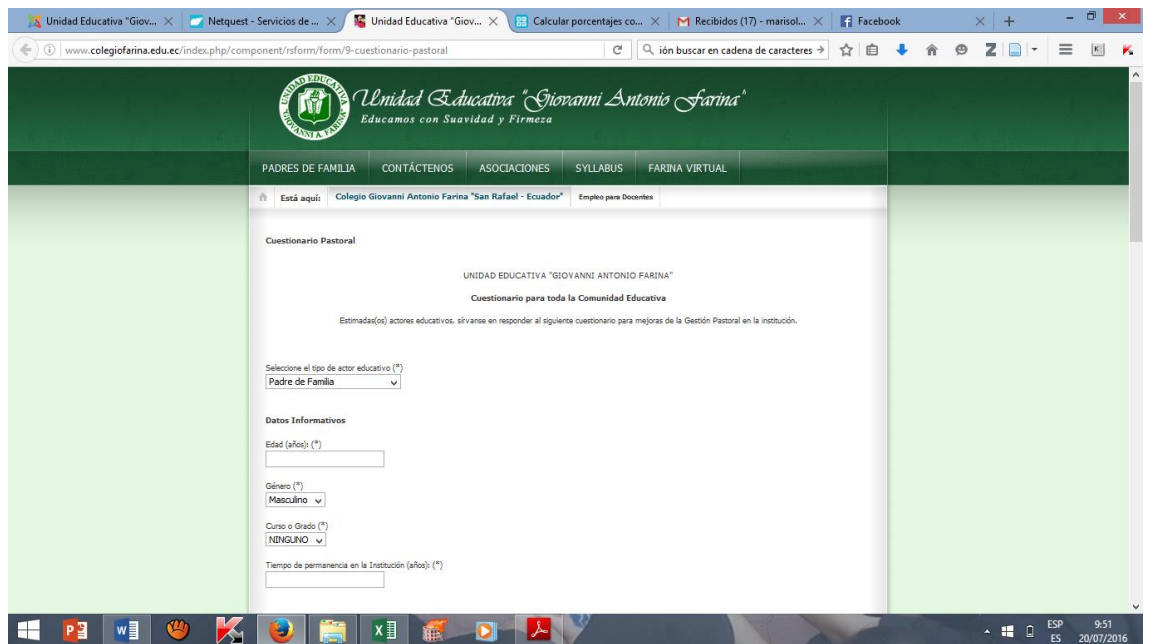 Unidad Educativa "Giov... Netquest - Servicios de ... Unidad Educativa "Giov... Calcular porcentajes co... Recibidos (17) - marisol... Facebook
www.colegiofarina.edu.ec/index.php/component/rsform/form/9-cuestionario-pastoral ión buscar en cadena de caracteres
Unidad Educativa "Giovanni Antonio Farina"
Educamos con Suavidad y Firmeza
UNIDAD EDUCATIVA
GIOVANNI A. FARINA
PADRES DE FAMILIA CONTÁCTENOS ASOCIACIONES SYLLABUS FARINA VIRTUAL
Está aquí: Colegio Giovanni Antonio Farina "San Rafael - Ecuador" Empleo para Docentes
Cuestionario Pastoral
UNIDAD EDUCATIVA "GIOVANNI ANTONIO FARINA"
Cuestionario para toda la Comunidad Educativa
Estimadas(os) actores educativos, sírvanse en responder al siguiente cuestionario para mejoras de la Gestión Pastoral en la institución.
Seleccione el tipo de actor educativo (*)
Padre de Familia
Datos Informativos
Edad (años): (*)
Género (*)
Masculino
Curso o Grado (*)
NINGUNO
Tiempo de permanencia en la Institución (años): (*)
ESP 9:51
ES 20/07/2016